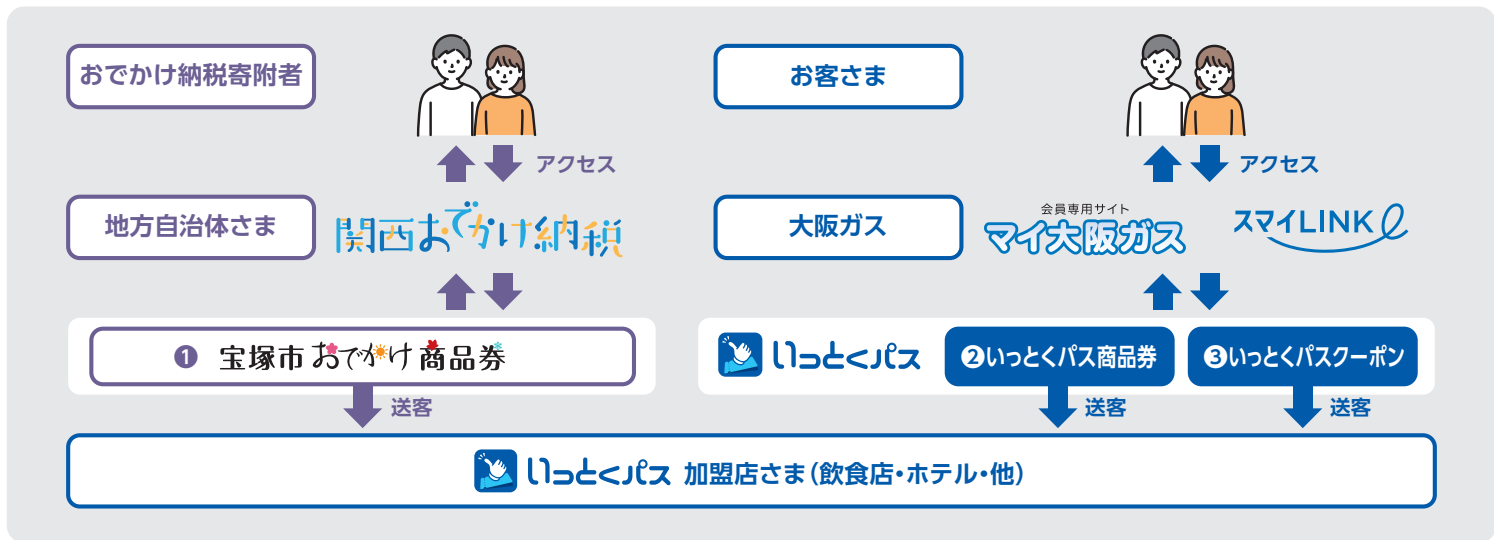 おでかけ納税寄附者
お客さま
アクセス
アクセス
地方自治体さま
関西おでかけ納税
大阪ガス
会員専用サイト
マイ大阪ガス
スマイLINK
❶ 宝塚市おでかけ商品券
いっとくパス
❷いっとくパス商品券
❸いっとくパスクーポン
送客
送客
送客
いっとくパス 加盟店さま(飲食店・ホテル・他)